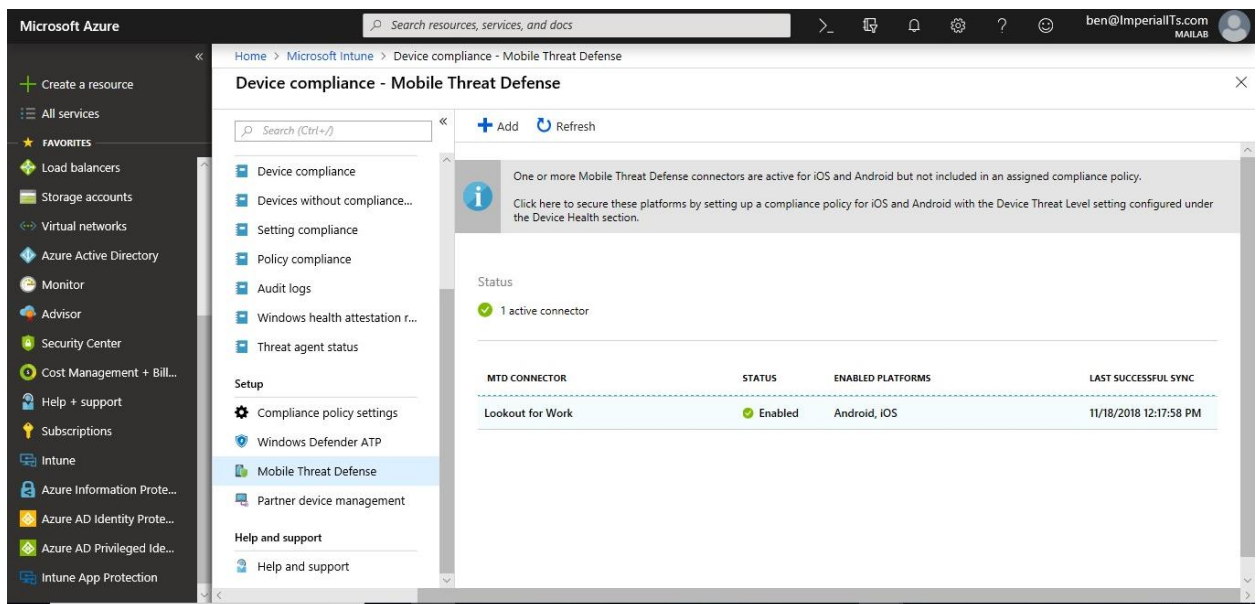 Microsoft Azure
Search resources, services, and docs
ben@ImperialITs.com
MAILAB
Home > Microsoft Intune > Device compliance - Mobile Threat Defense
Device compliance - Mobile Threat Defense
Create a resource
All services
FAVORITES
Load balancers
Storage accounts
Virtual networks
Azure Active Directory
Monitor
Advisor
Security Center
Cost Management + Bill...
Help + support
Subscriptions
Intune
Azure Information Prote...
Azure AD Identity Prote...
Azure AD Privileged Ide...
Intune App Protection
Search (Ctrl+/)
Device compliance
Devices without compliance...
Setting compliance
Policy compliance
Audit logs
Windows health attestation r...
Threat agent status
Setup
Compliance policy settings
Windows Defender ATP
Mobile Threat Defense
Partner device management
Help and support
Help and support
Add Refresh
One or more Mobile Threat Defense connectors are active for iOS and Android but not included in an assigned compliance policy.
Click here to secure these platforms by setting up a compliance policy for iOS and Android with the Device Threat Level setting configured under
the Device Health section.
Status
1 active connector
MTD CONNECTOR STATUS ENABLED PLATFORMS LAST SUCCESSFUL SYNC
Lookout for Work Enabled Android, iOS 11/18/2018 12:17:58 PM